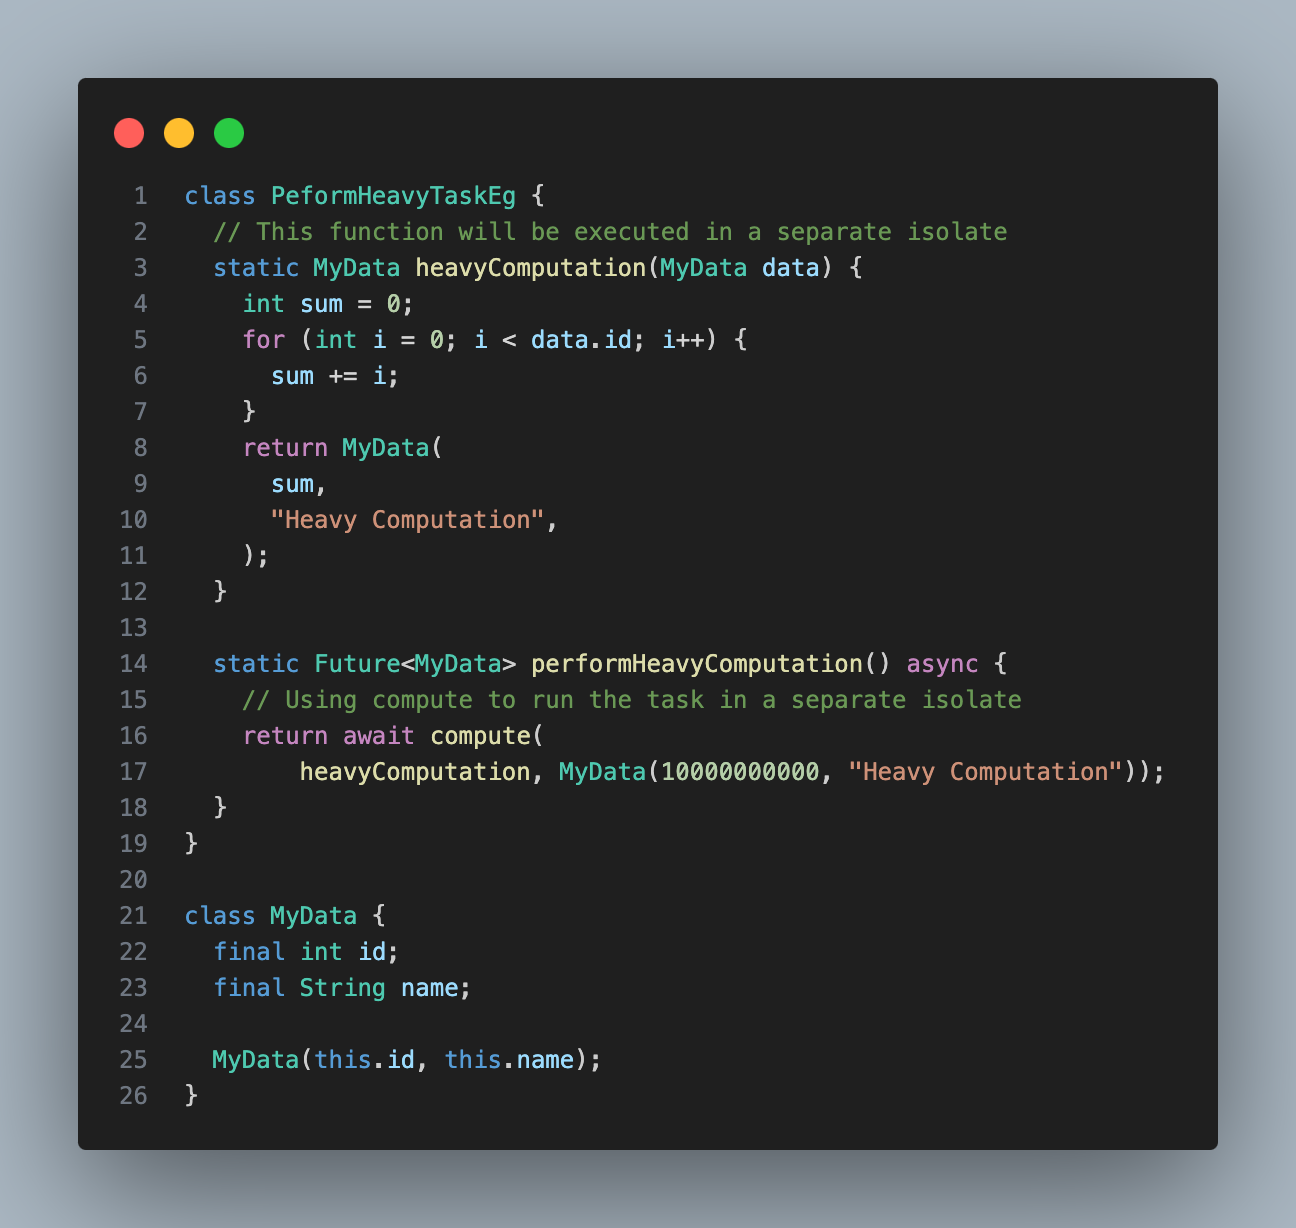 1 class PeformHeavyTaskEg {
2 // This function will be executed in a separate isolate
3 static MyData heavyComputation(MyData data) {
4 int sum = 0;
5 for (int i = 0; i < data.id; i++) {
6 sum += i;
7 }
8 return MyData(
9 sum,
10 "Heavy Computation",
11 );
12 }
13
14 static Future<MyData> performHeavyComputation() async {
15 // Using compute to run the task in a separate isolate
16 return await compute(
17 heavyComputation, MyData(10000000000, "Heavy Computation"));
18 }
19 }
20
21 class MyData {
22 final int id;
23 final String name;
24
25 MyData(this.id, this.name);
26 }